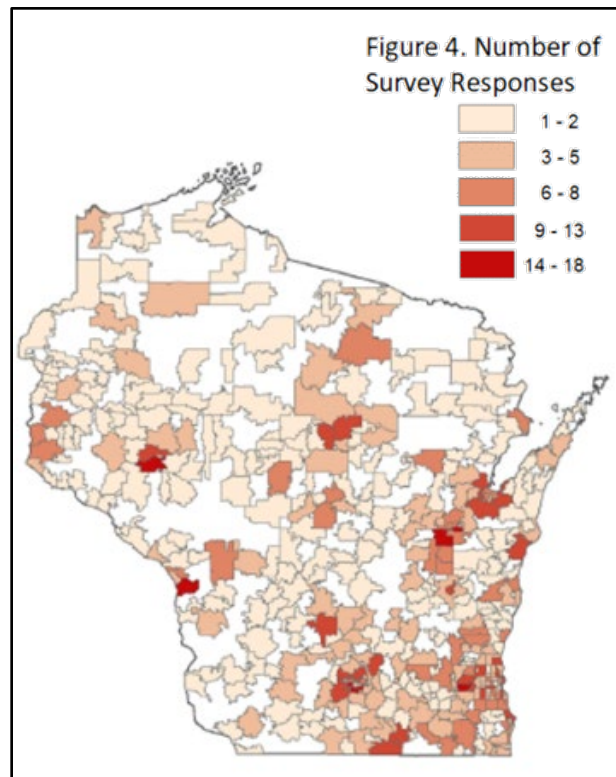 Figure 4. Number of
Survey Responses
1 - 2
3 - 5
6 - 8
9 - 13
14 - 18